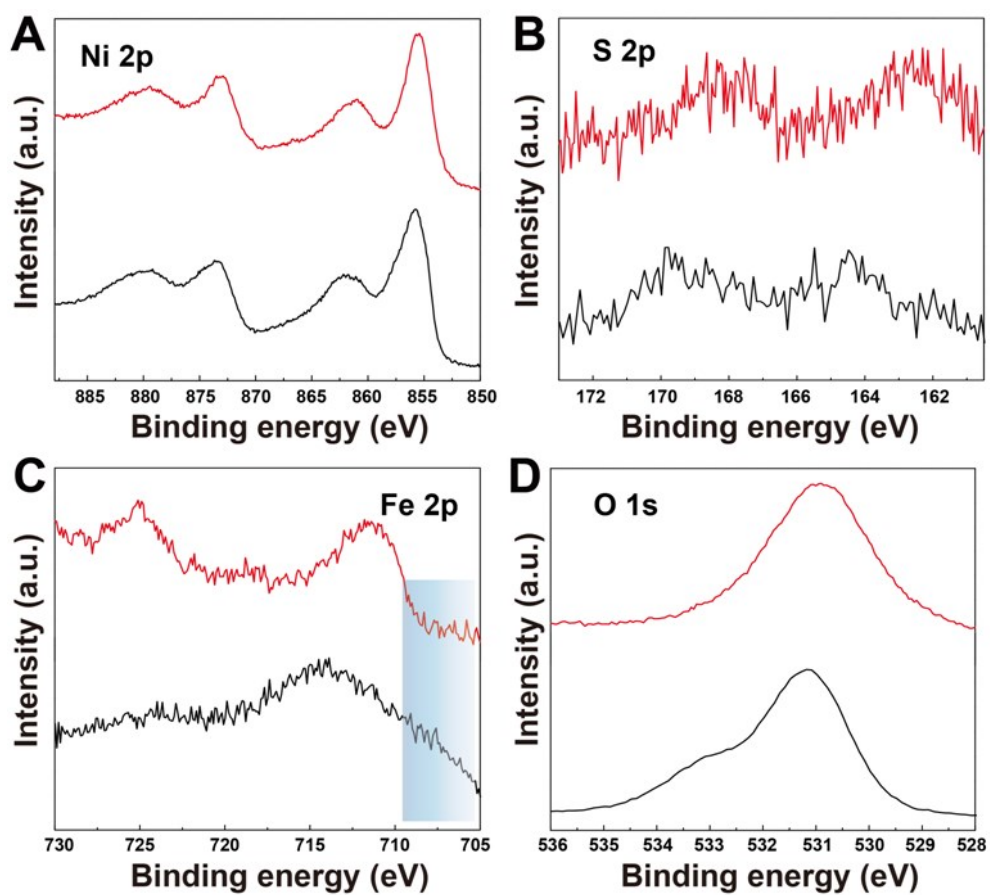 A
Ni 2p
Intensity (a.u.)
885 880 875 870 865 860 855 850
Binding energy (eV)
B
S 2p
Intensity (a.u.)
172 170 168 166 164 162
Binding energy (eV)
C
Fe 2p
Intensity (a.u.)
730 725 720 715 710 705
Binding energy (eV)
D
O 1s
Intensity (a.u.)
536 535 534 533 532 531 530 529 528
Binding energy (eV)